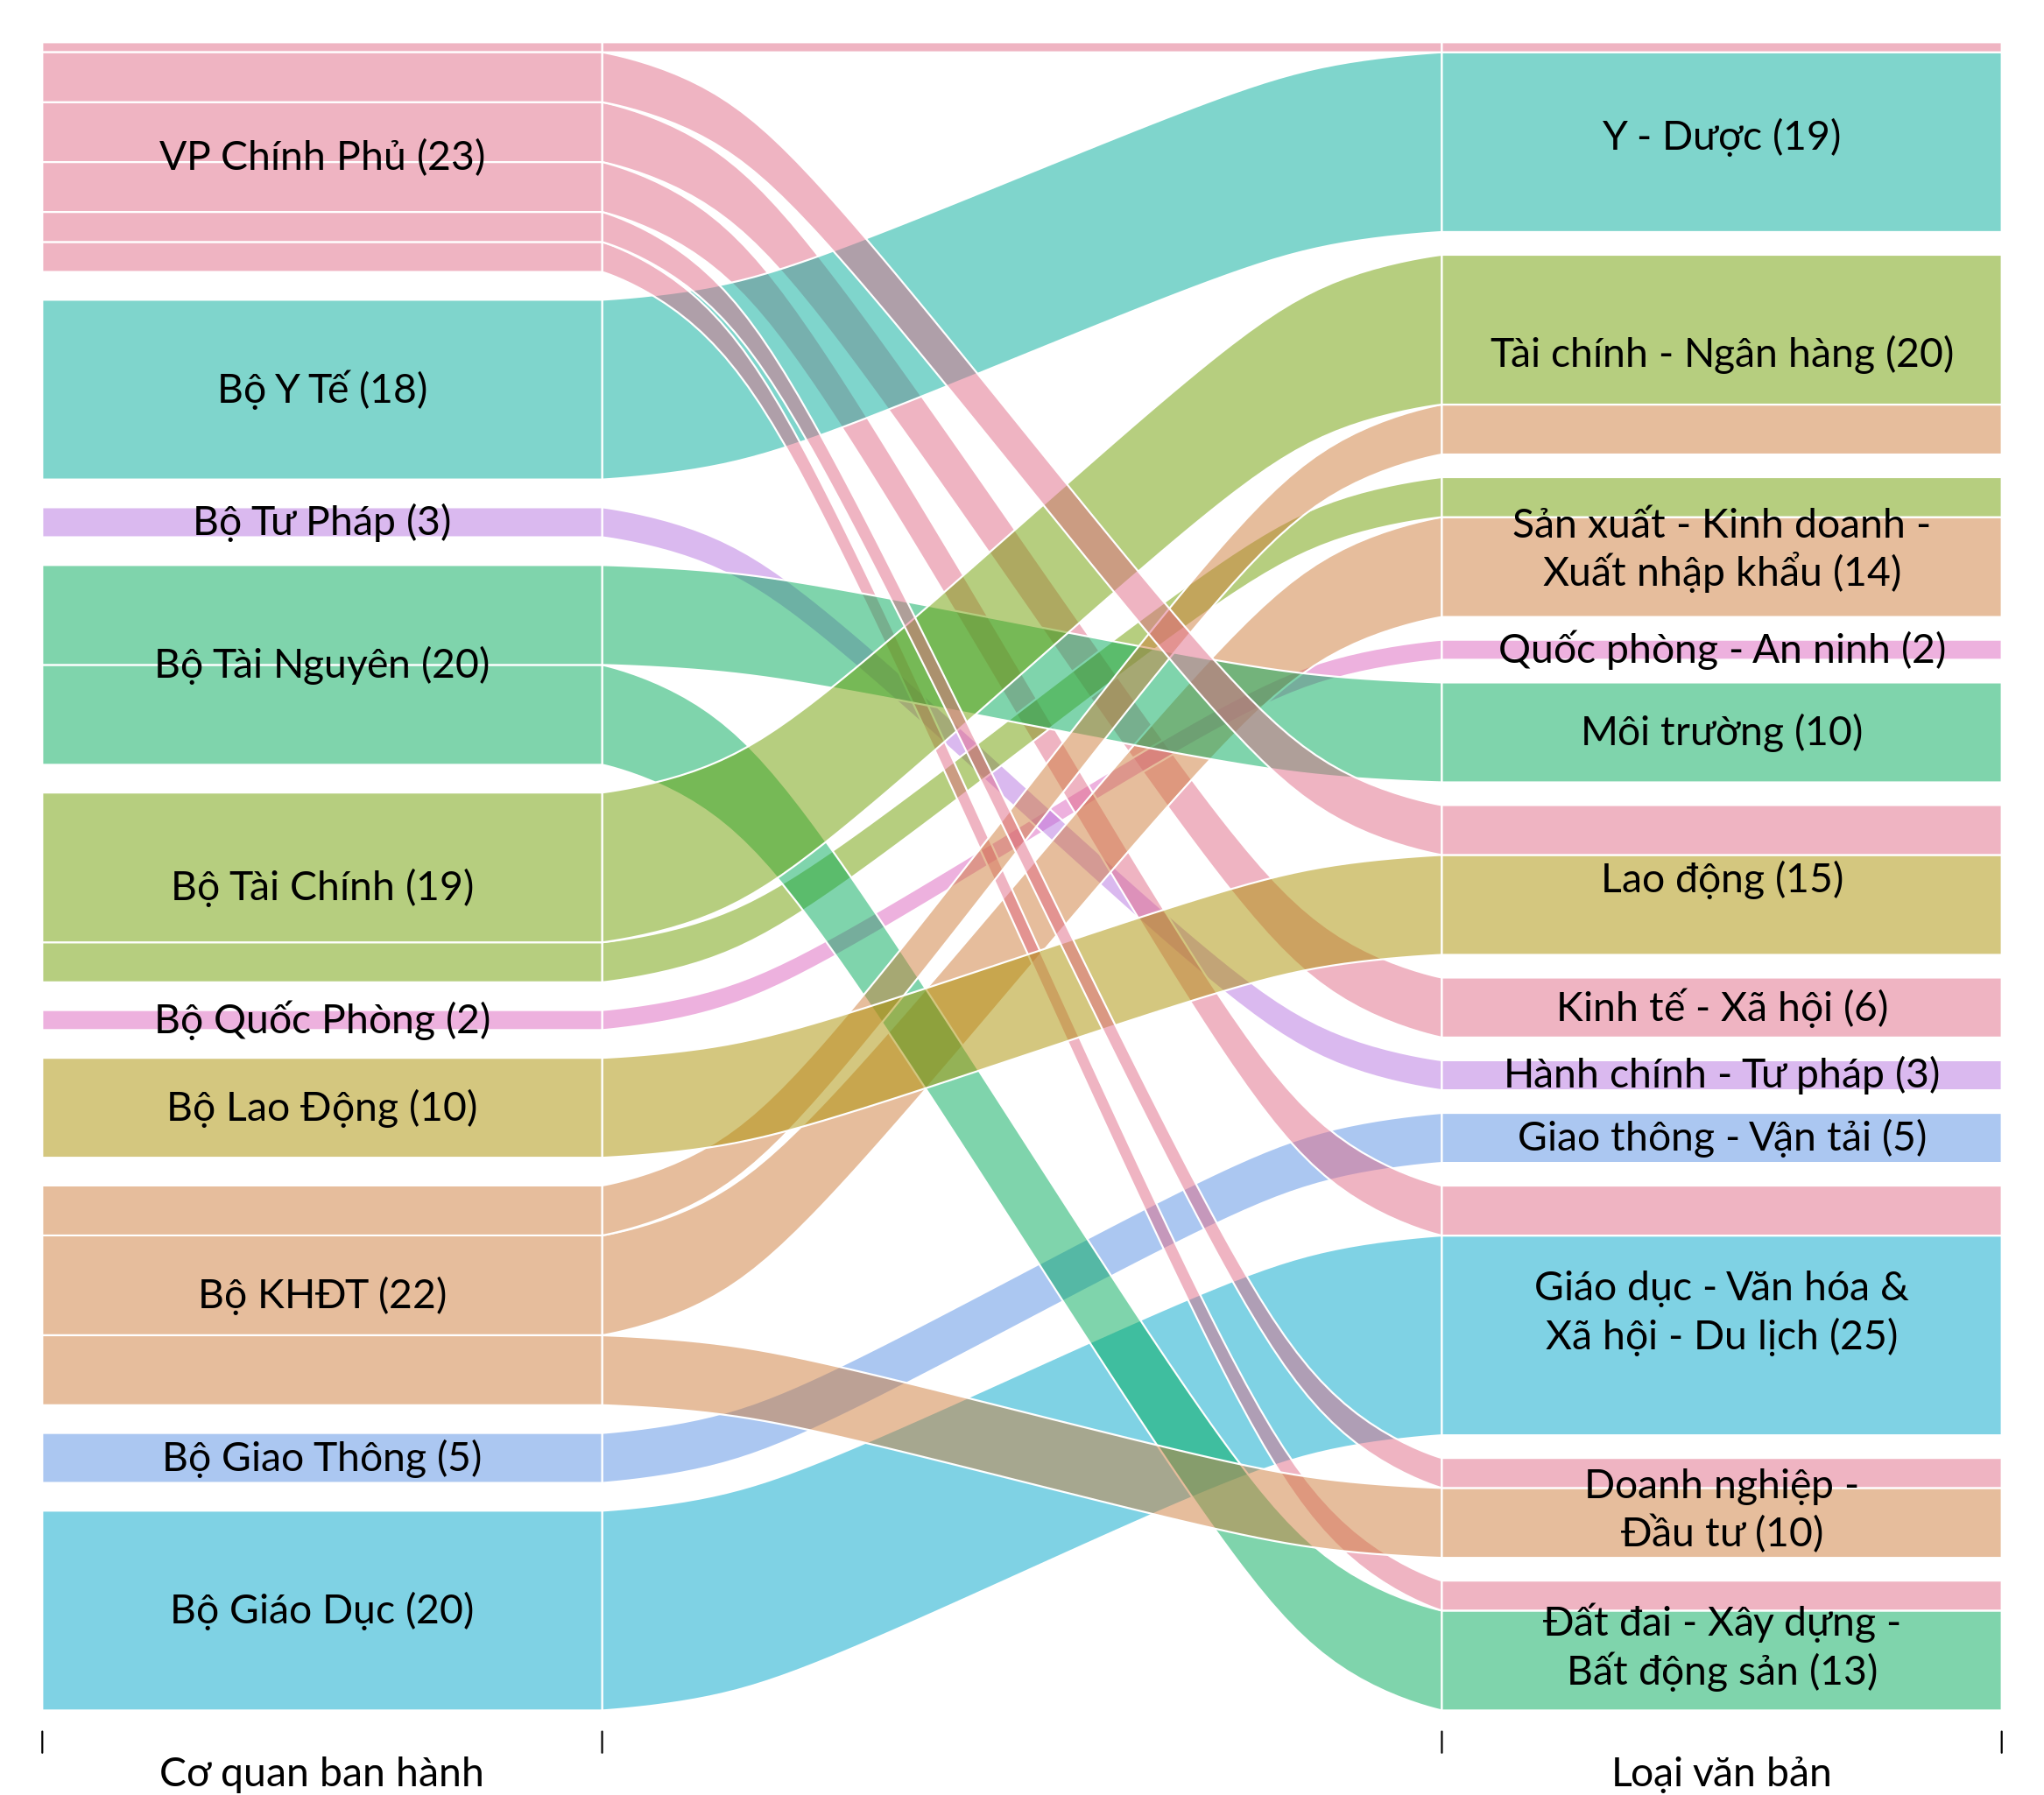 VP Chính Phủ (23)
Bộ Y Tế (18)
Bộ Tư Pháp (3)
Bộ Tài Nguyên (20)
Bộ Tài Chính (19)
Bộ Quốc Phòng (2)
Bộ Lao Động (10)
Bộ KHĐT (22)
Bộ Giao Thông (5)
Bộ Giáo Dục (20)
Cơ quan ban hành
Y - Dược (19)
Tài chính - Ngân hàng (20)
Sản xuất - Kinh doanh -
Xuất nhập khẩu (14)
Quốc phòng - An ninh (2)
Môi trường (10)
Lao động (15)
Kinh tế - Xã hội (6)
Hành chính - Tư pháp (3)
Giao thông - Vận tải (5)
Giáo dục - Văn hóa &
Xã hội - Du lịch (25)
Doanh nghiệp -
Đầu tư (10)
Đất đai - Xây dựng -
Bất động sản (13)
Loại văn bản